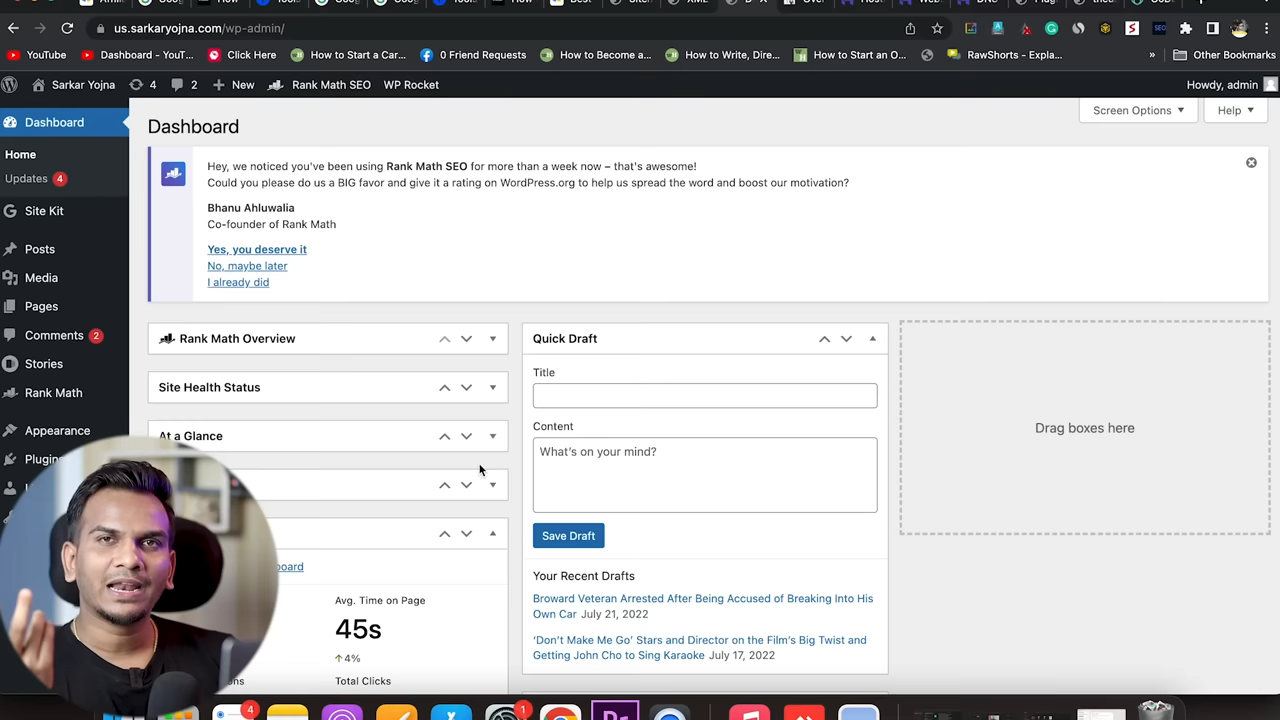 us.sarkaryojna.com/wp-admin/
YouTube
Dashboard - YouT...
Click Here
How to Start a Car...
0 Friend Requests
How to Become a...
How to Write, Dire...
How to Start an O...
RawShorts - Expla...
»
Other Bookmarks
Sarkar Yojna
4
2
New
Rank Math SEO
WP Rocket
Howdy, admin
Dashboard
Home
Updates 4
Site Kit
Posts
Media
Pages
Comments 2
Stories
Rank Math
Appearance
Dashboard
Screen Options
Help
Hey, we noticed you've been using Rank Math SEO for more than a week now – that's awesome!
Could you please do us a BIG favor and give it a rating on WordPress.org to help us spread the word and boost our motivation?
Bhanu Ahluwalia
Co-founder of Rank Math
Yes, you deserve it
No, maybe later
I already did
Rank Math Overview
Site Health Status
At a Glance
Avg. Time on Page
45s
4%
Total Clicks
Quick Draft
Title
Content
What's on your mind?
Save Draft
Your Recent Drafts
Broward Veteran Arrested After Being Accused of Breaking Into His
Own Car July 21, 2022
'Don't Make Me Go' Stars and Director on the Film's Big Twist and
Getting John Cho to Sing Karaoke July 17, 2022
Drag boxes here
4
1